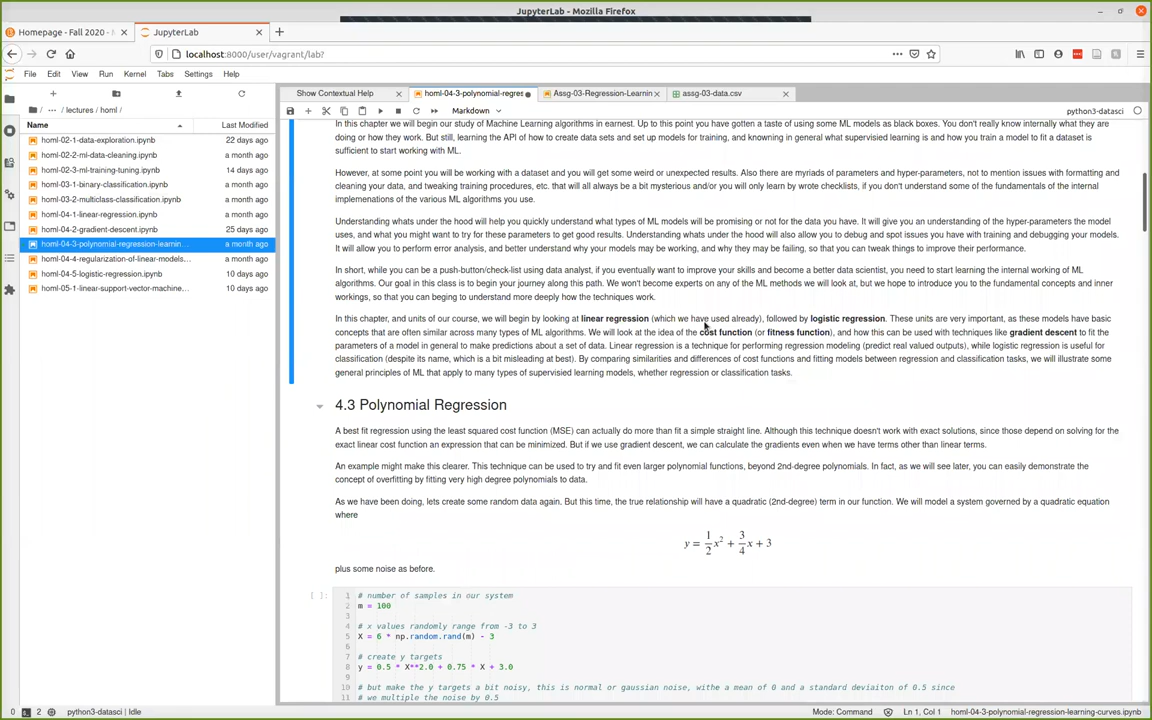 JupyterLab - Mozilla Firefox
Homepage - Fall 2020 -
JupyterLab
localhost:8000/user/vagrant/lab?
File Edit View Run Kernel Tabs Settings Help
/ ... / lectures / homl /
Name Last Modified
homl-02-1-data-exploration.ipynb 22 days ago
homl-02-2-ml-data-cleaning.ipynb a month ago
homl-02-3-ml-training-tuning.ipynb 14 days ago
homl-03-1-binary-classification.ipynb a month ago
homl-03-2-multiclass-classification.ipynb a month ago
homl-04-1-linear-regression.ipynb a month ago
homl-04-2-gradient-descent.ipynb 25 days ago
homl-04-3-polynomial-regression-learnin... a month ago
homl-04-4-regularization-of-linear-models... a month ago
homl-04-5-logistic-regression.ipynb 10 days ago
homl-05-1-linear-support-vector-machine... 10 days ago
Show Contextual Help
homl-04-3-polynomial-regres
Assg-03-Regression-Learnin
assg-03-data.csv
Markdown
python3-datasci
In this chapter we will begin our study of Machine Learning algorithms in earnest. Up to this point you have gotten a taste of using some ML models as black boxes. You don't really know internally what they are
doing or how they work. But still, learning the API of how to create data sets and set up models for training, and knowing in general what supervised learning is and how you train a model to fit a dataset is
sufficient to start working with ML.
However, at some point you will be working with a dataset and you will get some weird or unexpected results. Also there are myriads of parameters and hyper-parameters, not to mention issues with formatting and
cleaning your data, and tweaking training procedures, etc. that will all always be a bit mysterious and/or you will only learn by wrote checklists, if you don't understand some of the fundamentals of the internal
implemenations of the various ML algorithms you use.
Understanding whats under the hood will help you quickly understand what types of ML models will be promising or not for the data you have. It will give you an understanding of the hyper-parameters the model
uses, and what you might want to try for these parameters to get good results. Understanding whats under the hood will also allow you to debug and spot issues you have with training and debugging your models.
It will allow you to perform error analysis, and better understand why your models may be working, and why they may be failing, so that you can tweak things to improve their performance.
In short, while you can be a push-button/check-list using data analyst, if you eventually want to improve your skills and become a better data scientist, you need to start learning the internal working of ML
algorithms. Our goal in this class is to begin your journey along this path. We won't become experts on any of the ML methods we will look at, but we hope to introduce you to the fundamental concepts and inner
workings, so that you can beging to understand more deeply how the techniques work.
In this chapter, and units of our course, we will begin by looking at linear regression (which we have used already), followed by logistic regression. These units are very important, as these models have basic
concepts that are often similar across many types of ML algorithms. We will look at the idea of the cost function (or fitness function), and how this can be used with techniques like gradient descent to fit the
parameters of a model in general to make predictions about a set of data. Linear regression is a technique for performing regression modeling (predict real valued outputs), while logistic regression is useful for
classification (despite its name, which is a bit misleading at best). By comparing similarities and differences of cost functions and fitting models between regression and classification tasks, we will illustrate some
general principles of ML that apply to many types of supervisied learning models, whether regression or classification tasks.
4.3 Polynomial Regression
A best fit regression using the least squared cost function (MSE) can actually do more than fit a simple straight line. Although this technique doesn't work with exact solutions, since those depend on solving for the
exact linear cost function an expression that can be minimized. But if we use gradient descent, we can calculate the gradients even when we have terms other than linear terms.
An example might make this clearer. This technique can be used to try and fit even larger polynomial functions, beyond 2nd-degree polynomials. In fact, as we will see later, you can easily demonstrate the
concept of overfitting by fitting very high degree polynomials to data.
As we have been doing, lets create some random data again. But this time, the true relationship will have a quadratic (2nd-degree) term in our function. We will model a system governed by a quadratic equation
where
y = 1/2 x² + 3/4 x + 3
plus some noise as before.
[ ]: 1 # number of samples in our system
2 m = 100
3
4 # x values randomly range from -3 to 3
5 X = 6 * np.random.rand(m) - 3
6
7 # create y targets
8 y = 0.5 * X**2.0 + 0.75 * X + 3.0
9
10 # but make the y targets a bit noisy, this is normal or gaussian noise, withe a mean of 0 and a standard deviaiton of 0.5 since
11 # we multiple the noise by 0.5
0 2 python3-datasci | Idle
Mode: Command Ln 1, Col 1 homl-04-3-polynomial-regression-learning-curves.ipynb